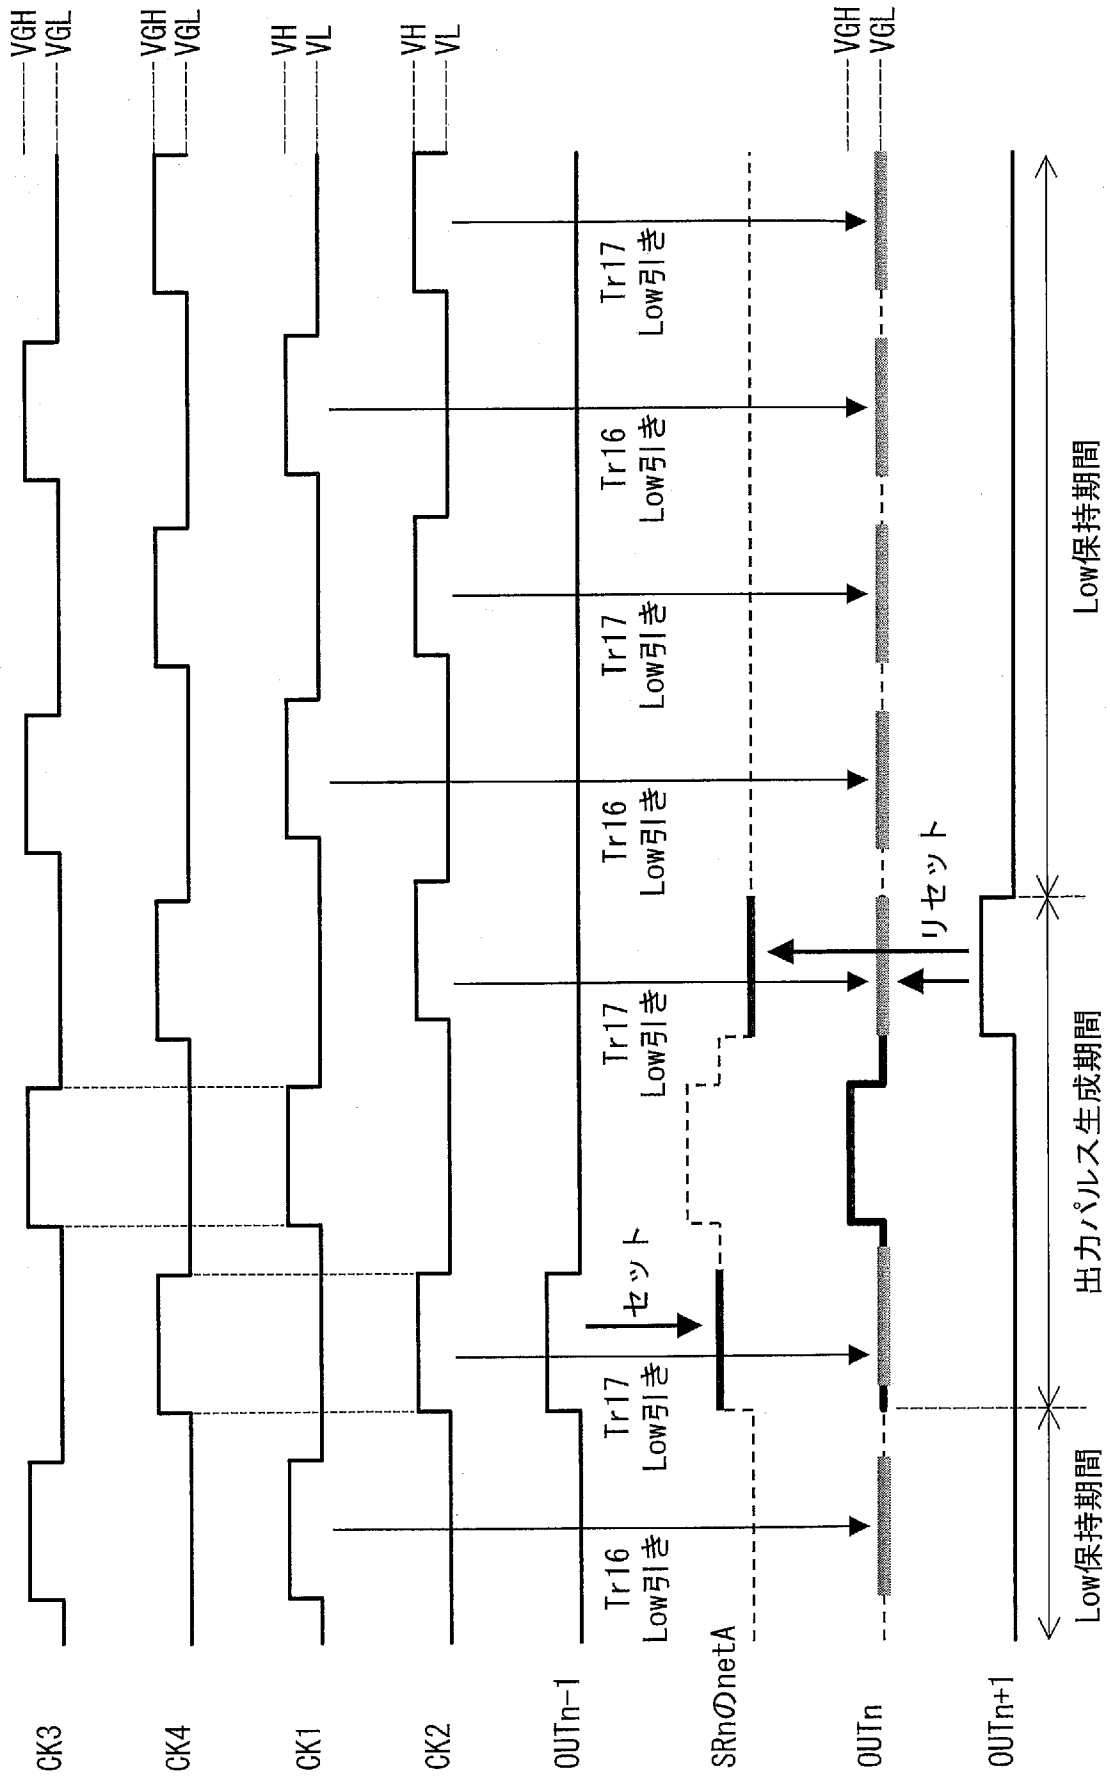 CK3
VGH
VGL
CK4
VGH
VGL
CK1
VH
VL
CK2
VH
VL
OUTn-1
Tr16
Low引き
Tr17
Low引き
セット
Tr17
Low引き
Tr16
Low引き
Tr17
Low引き
Tr16
Low引き
Tr17
Low引き
SRnのnetA
OUTn
VGH
VGL
リセット
OUTn+1
Low保持期間
出力パルス生成期間
Low保持期間